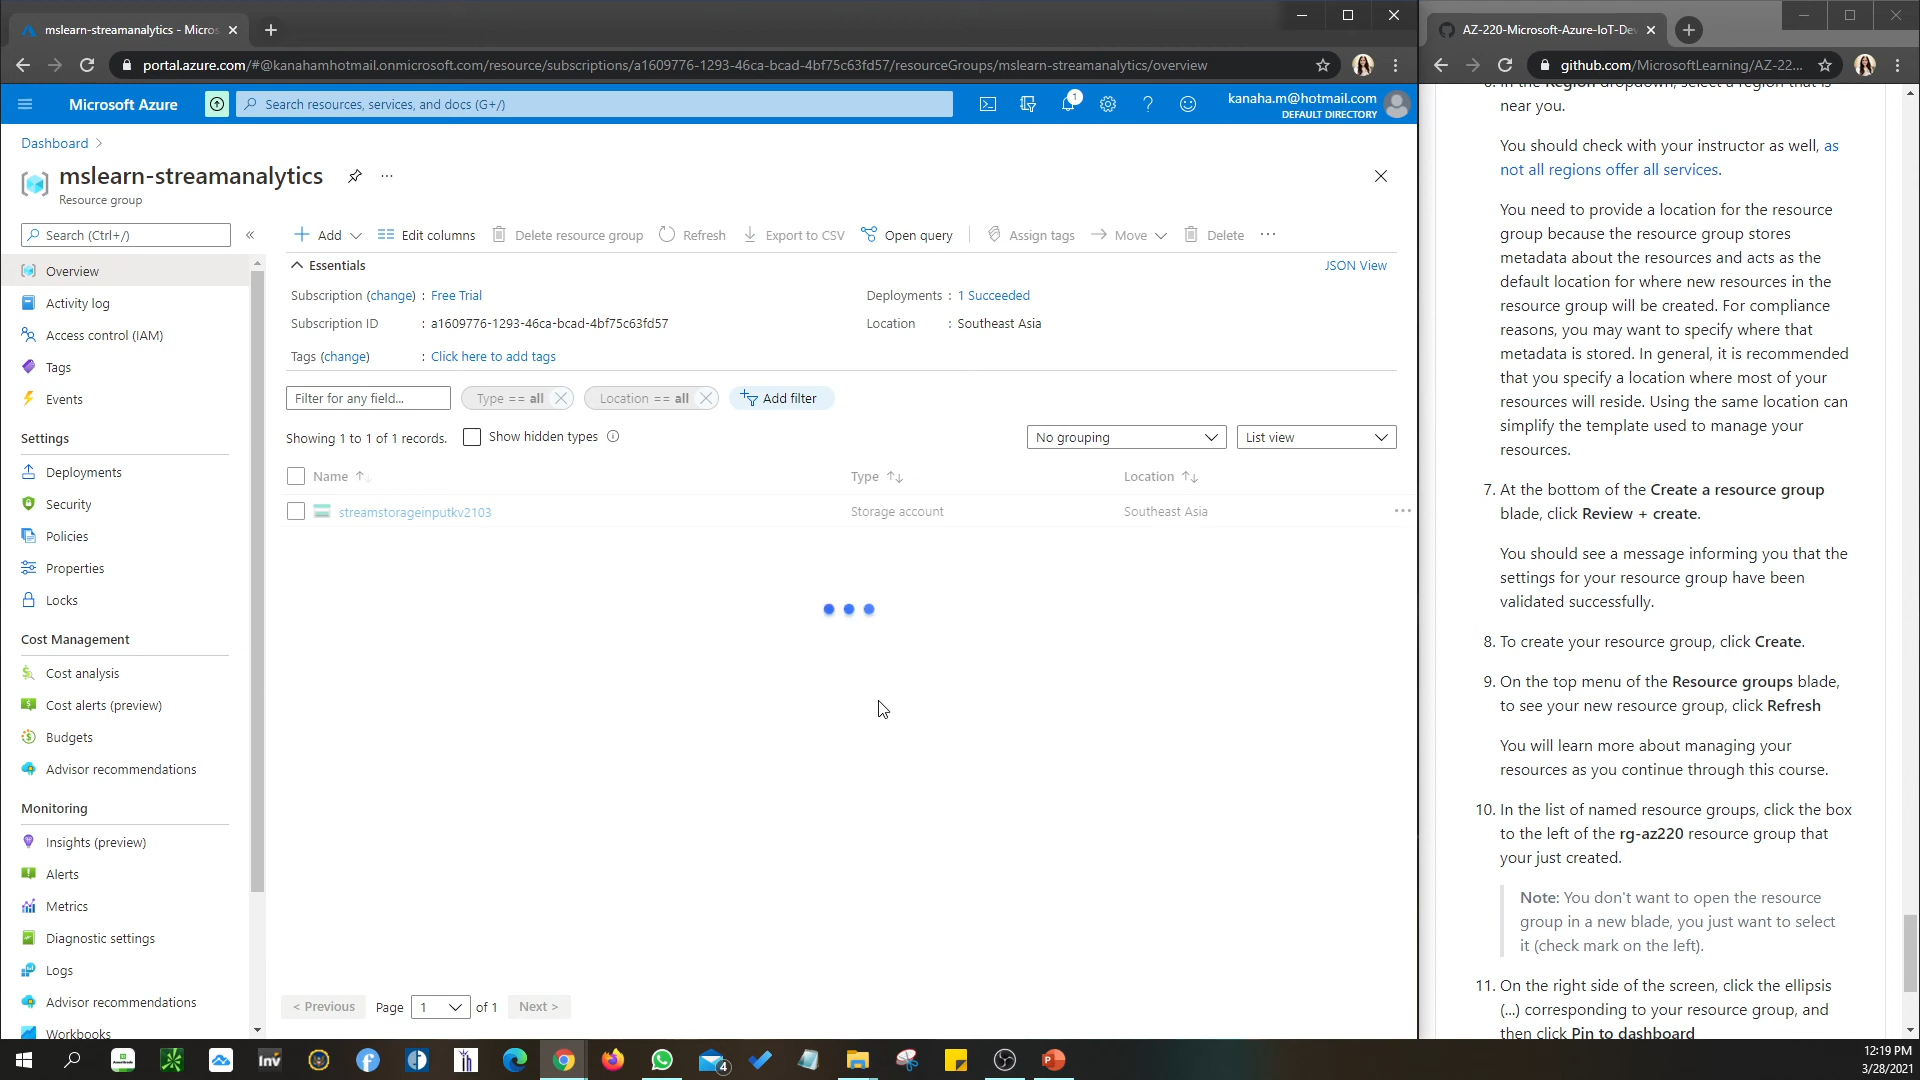 mslearn-streamanalytics - Micros
portal.azure.com/#@kanahamhotmail.onmicrosoft.com/resource/subscriptions/a1609776-1293-46ca-bcad-4bf75c63fd57/resourceGroups/mslearn-streamanalytics/overview
Microsoft Azure
Search resources, services, and docs (G+/)
1
kanaha.m@hotmail.com
DEFAULT DIRECTORY
Dashboard >
mslearn-streamanalytics
Resource group
Search (Ctrl+/)
Overview
Activity log
Access control (IAM)
Tags
Events
Settings
Deployments
Security
Policies
Properties
Locks
Cost Management
Cost analysis
Cost alerts (preview)
Budgets
Advisor recommendations
Monitoring
Insights (preview)
Alerts
Metrics
Diagnostic settings
Logs
Advisor recommendations
Workbooks
Add
Edit columns
Delete resource group
Refresh
Export to CSV
Open query
Assign tags
Move
Delete
Essentials
JSON View
Subscription (change) : Free Trial
Deployments : 1 Succeeded
Subscription ID : a1609776-1293-46ca-bcad-4bf75c63fd57
Location : Southeast Asia
Tags (change) : Click here to add tags
Filter for any field...
Type == all
Location == all
Add filter
Showing 1 to 1 of 1 records.
Show hidden types
No grouping
List view
Name
Type
Location
streamstorageinputkv2103
Storage account
Southeast Asia
< Previous
Page 1 of 1
Next >
AZ-220-Microsoft-Azure-IoT-Dev
github.com/MicrosoftLearning/AZ-22...
near you.
You should check with your instructor as well, as
not all regions offer all services.
You need to provide a location for the resource
group because the resource group stores
metadata about the resources and acts as the
default location for where new resources in the
resource group will be created. For compliance
reasons, you may want to specify where that
metadata is stored. In general, it is recommended
that you specify a location where most of your
resources will reside. Using the same location can
simplify the template used to manage your
resources.
7. At the bottom of the Create a resource group
blade, click Review + create.
You should see a message informing you that the
settings for your resource group have been
validated successfully.
8. To create your resource group, click Create.
9. On the top menu of the Resource groups blade,
to see your new resource group, click Refresh
You will learn more about managing your
resources as you continue through this course.
10. In the list of named resource groups, click the box
to the left of the rg-az220 resource group that
your just created.
Note: You don't want to open the resource
group in a new blade, you just want to select
it (check mark on the left).
11. On the right side of the screen, click the ellipsis
(...) corresponding to your resource group, and
then click Pin to dashboard
Inv
4
12:19 PM
3/28/2021